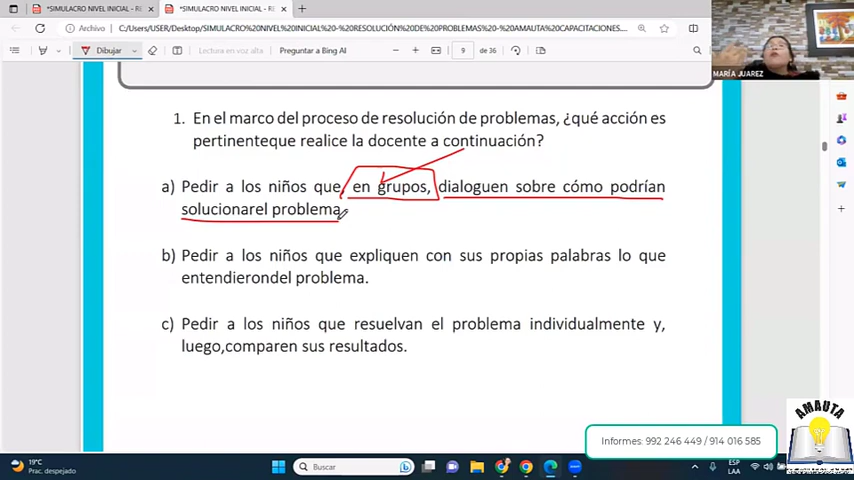 *SIMULACRO NIVEL INICIAL - RESO
*SIMULACRO NIVEL INICIAL - RESO
Archivo
C:/Users/USER/Desktop/SIMULACRO%20NIVEL%20INICIAL%20-%20RESOLUCIÓN%20DE%20PROBLEMAS%20-%20AMAUTA%20CAPACITACIONES....
Dibujar
Lectura en voz alta
Preguntar a Bing AI
9
de 36
MARÍA JUAREZ
1. En el marco del proceso de resolución de problemas, ¿qué acción es
pertinenteque realice la docente a continuación?
a) Pedir a los niños que, en grupos, dialoguen sobre cómo podrían
solucionarel problema.
b) Pedir a los niños que expliquen con sus propias palabras lo que
entendierondel problema.
c) Pedir a los niños que resuelvan el problema individualmente y,
luego,comparen sus resultados.
AMAUTA
Informes: 992 246 449 / 914 016 585
19°C
Prac. despejado
Buscar
ESP
LAA